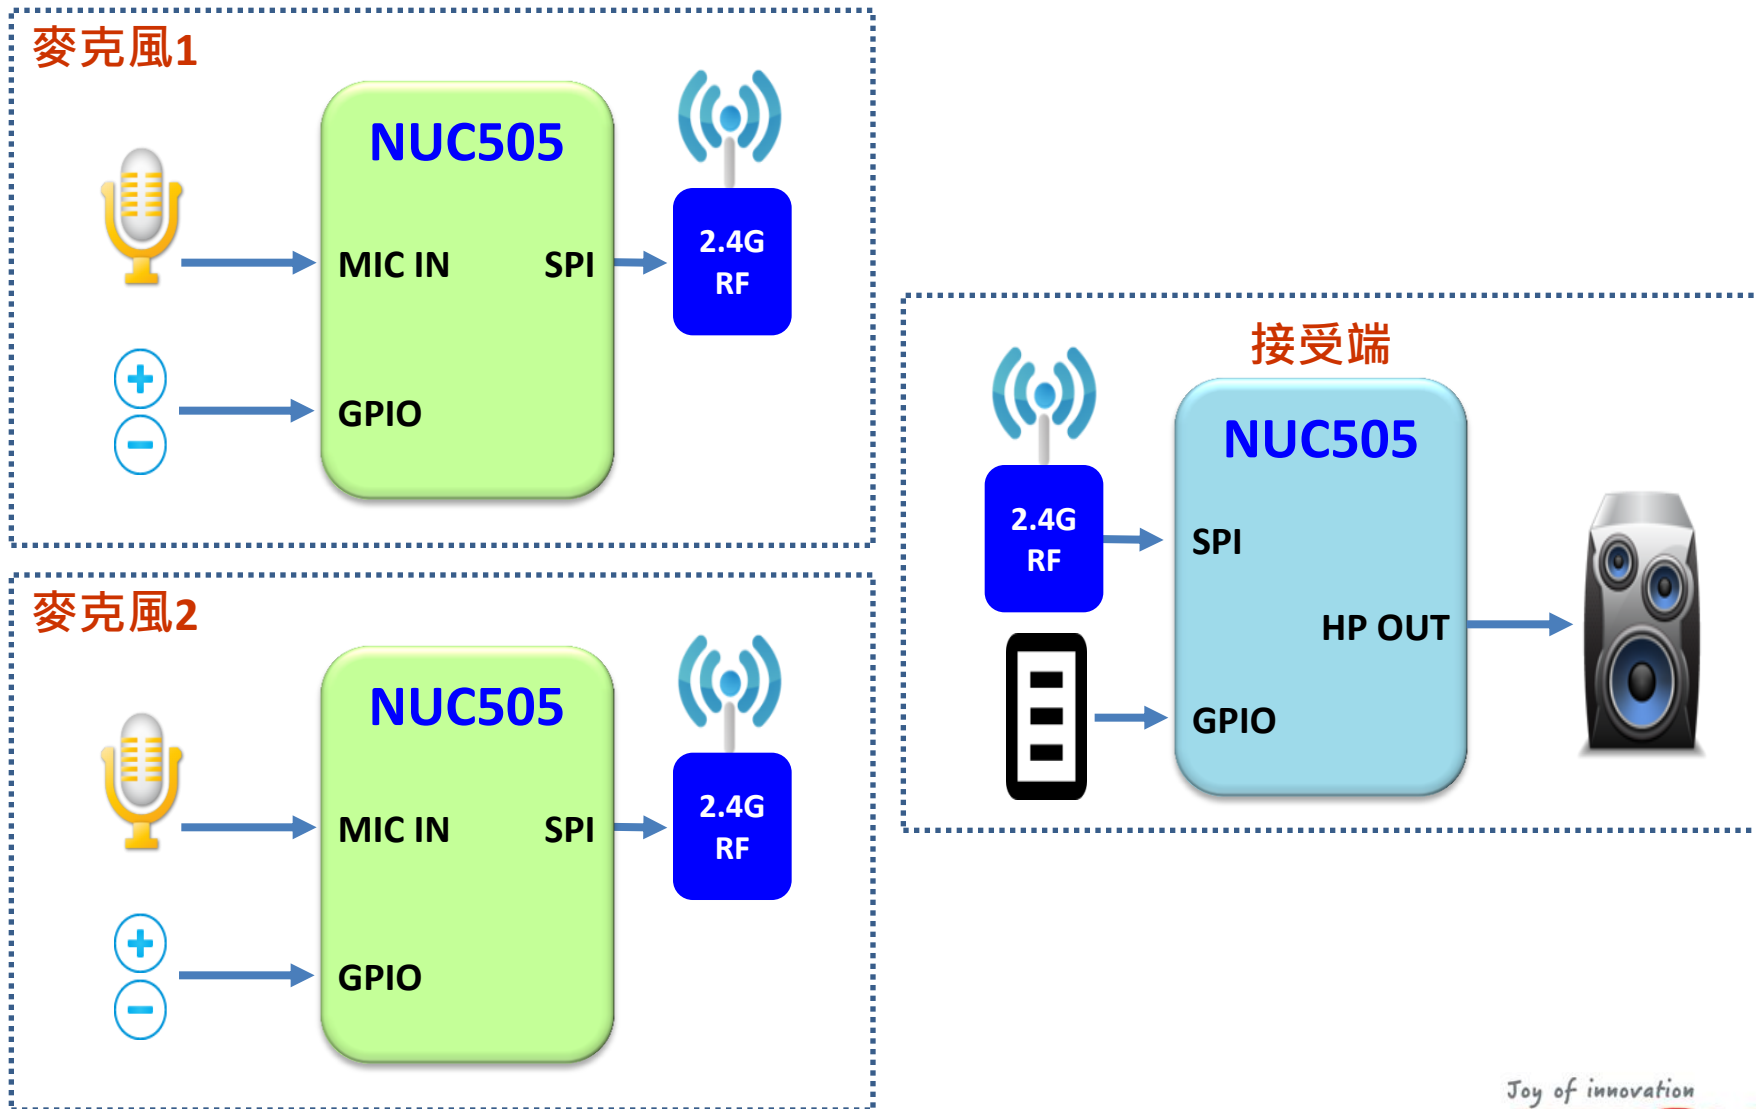 麥克風1
NUC505
MIC IN
SPI
GPIO
2.4G
RF
麥克風2
NUC505
MIC IN
SPI
GPIO
2.4G
RF
接受端
NUC505
2.4G
RF
SPI
HP OUT
GPIO
Joy of innovation